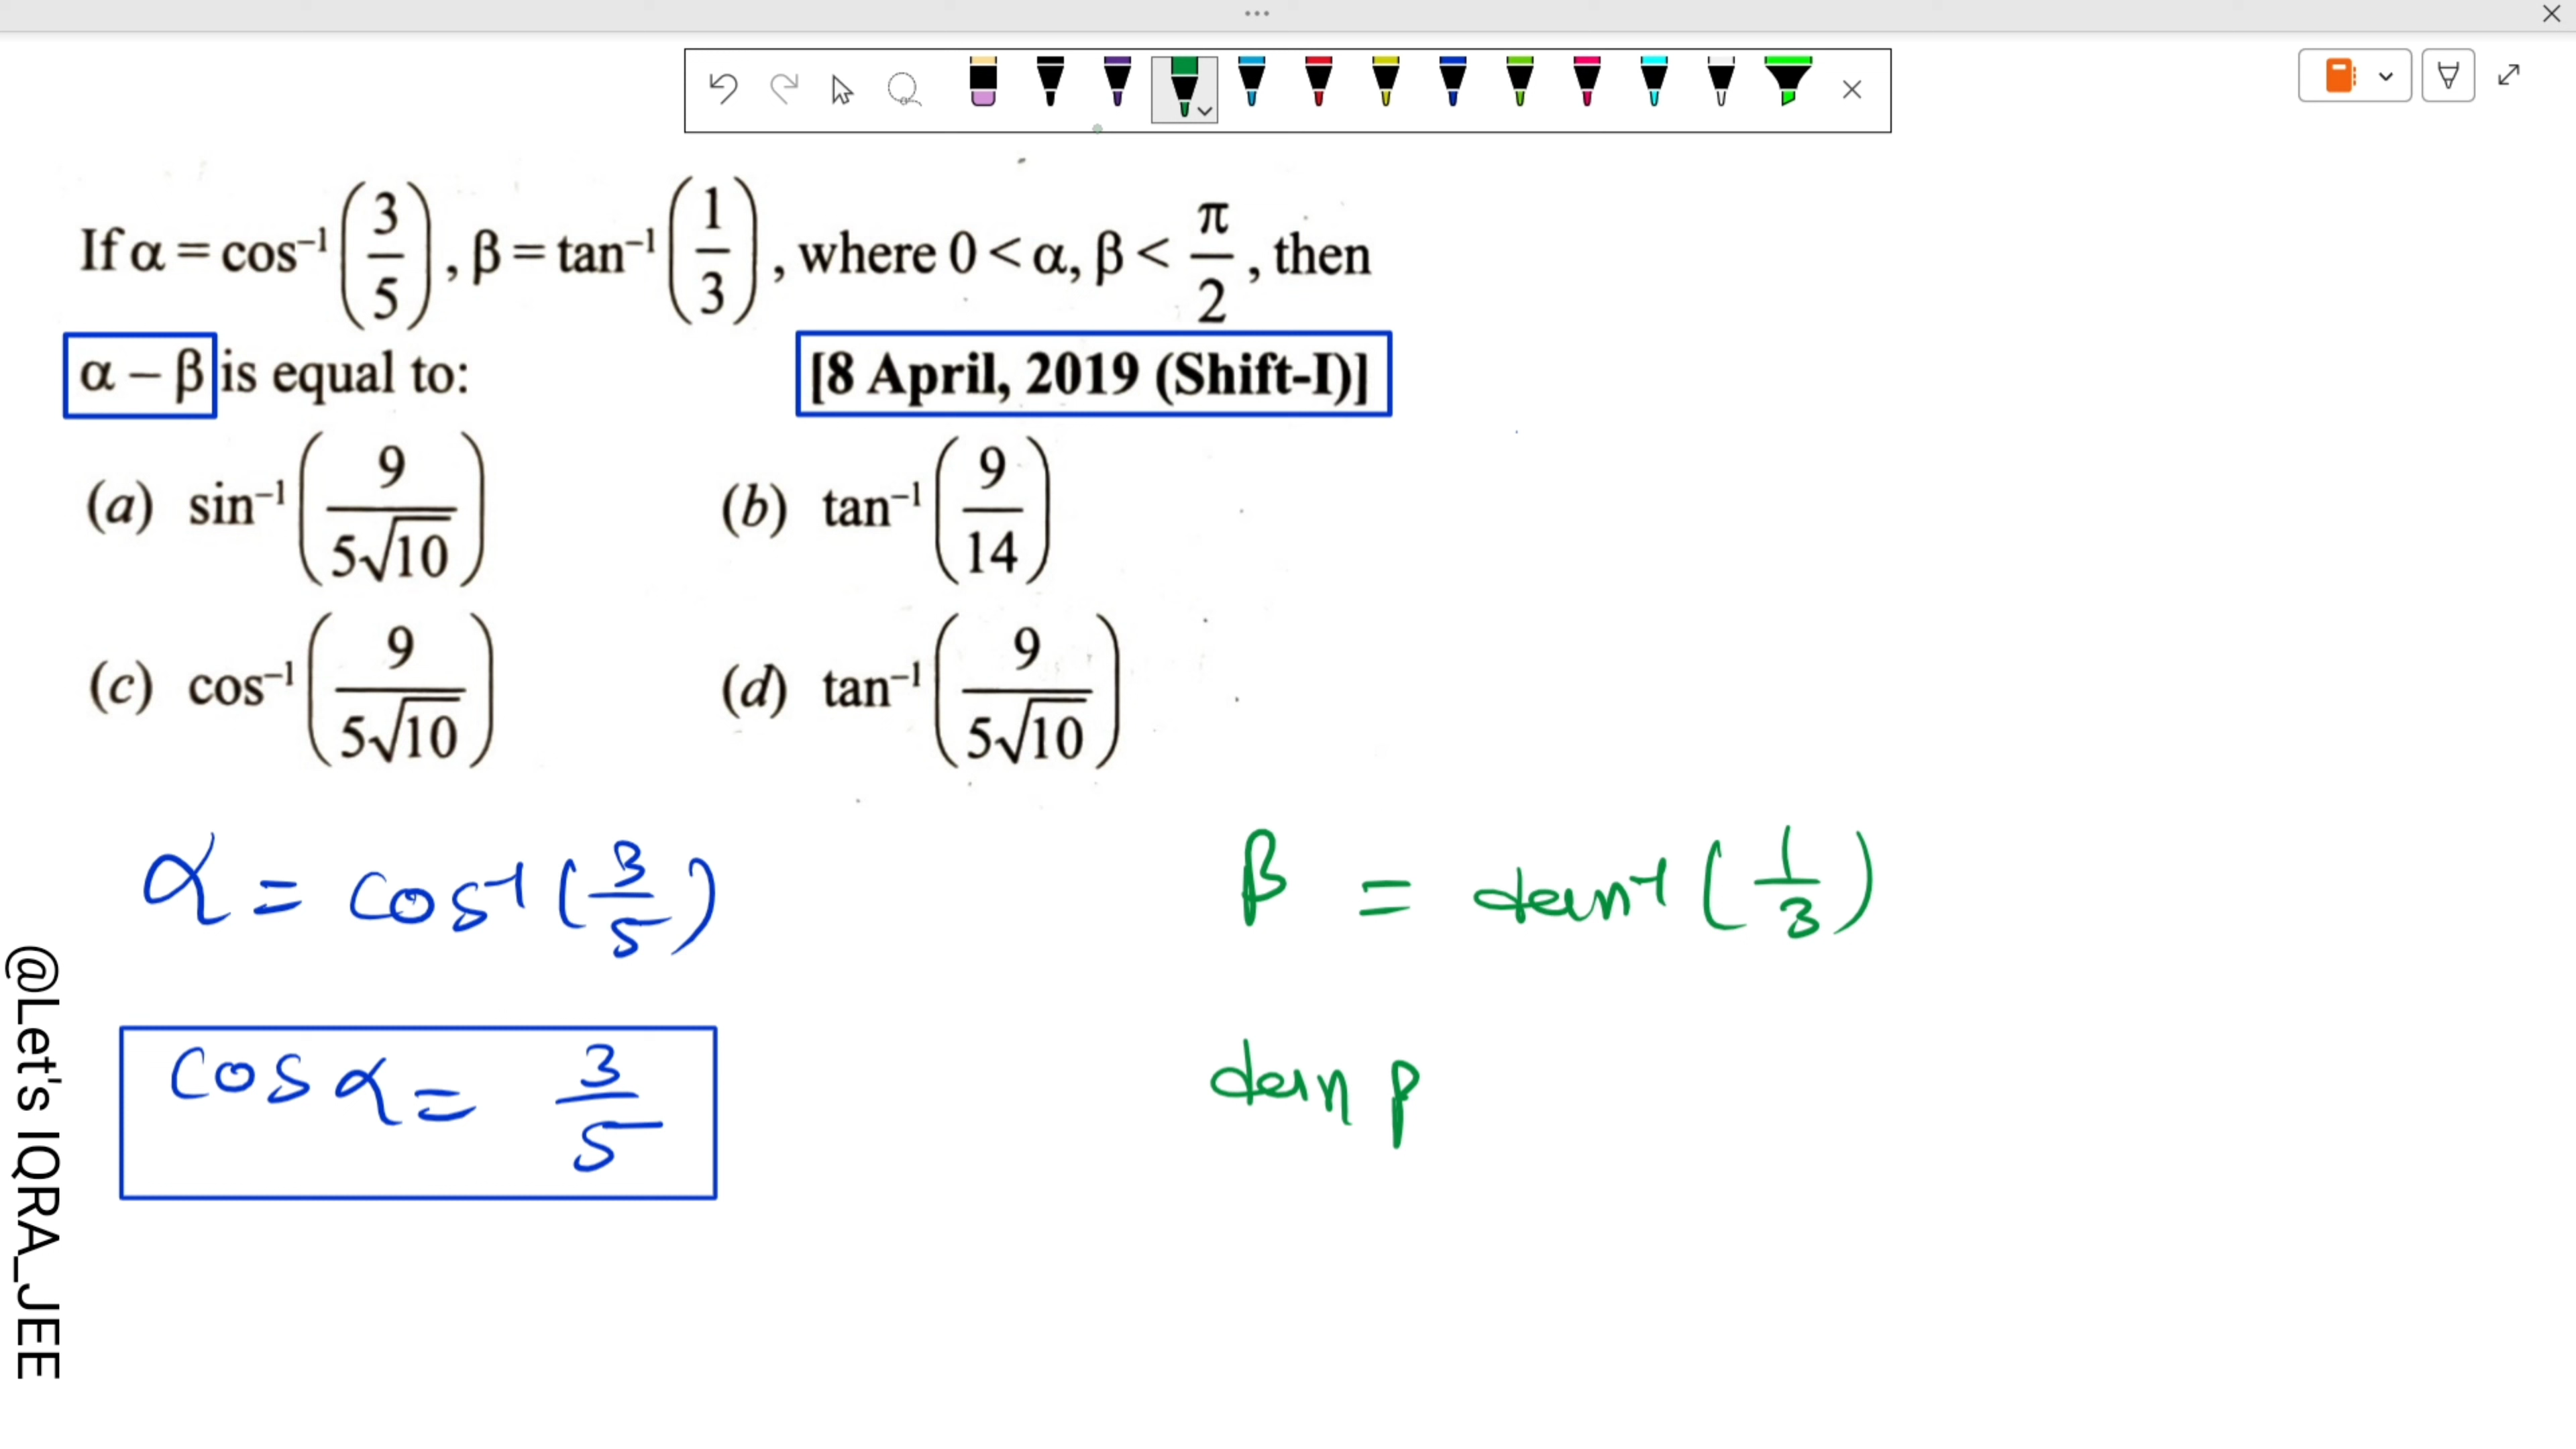 If α = cos⁻¹(3/5), β = tan⁻¹(1/3), where 0 < α, β < π/2, then
α − β is equal to: [8 April, 2019 (Shift-I)]
(a) sin⁻¹(9/(5√10)) (b) tan⁻¹(9/14)
(c) cos⁻¹(9/(5√10)) (d) tan⁻¹(9/(5√10))
α = cos⁻¹(3/5) β = tan⁻¹(1/3)
cos α = 3/5 tan β
@Let's IQRA_JEE